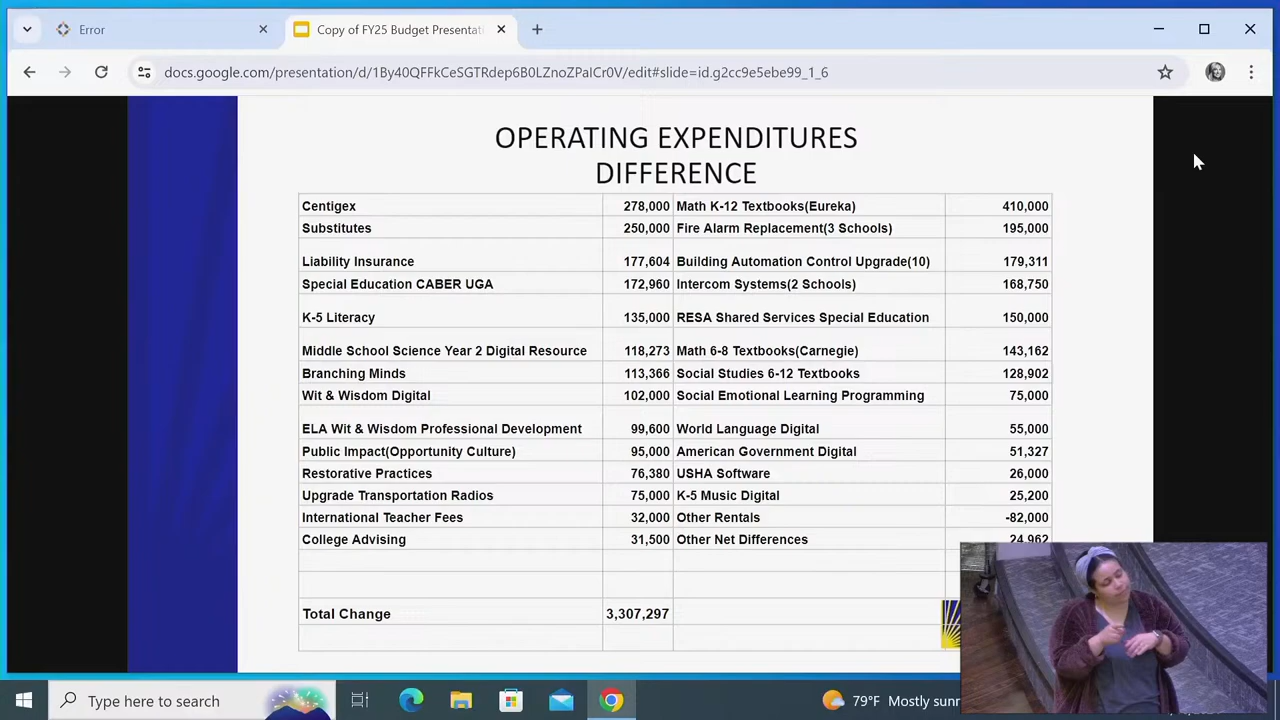 Error
Copy of FY25 Budget Presentati
docs.google.com/presentation/d/1By40QFFkCeSGTRdep6B0LZnoZPaICr0V/edit#slide=id.g2cc9e5ebe99_1_6
OPERATING EXPENDITURES
DIFFERENCE
Centigex 278,000 Math K-12 Textbooks(Eureka) 410,000
Substitutes 250,000 Fire Alarm Replacement(3 Schools) 195,000
Liability Insurance 177,604 Building Automation Control Upgrade(10) 179,311
Special Education CABER UGA 172,960 Intercom Systems(2 Schools) 168,750
K-5 Literacy 135,000 RESA Shared Services Special Education 150,000
Middle School Science Year 2 Digital Resource 118,273 Math 6-8 Textbooks(Carnegie) 143,162
Branching Minds 113,366 Social Studies 6-12 Textbooks 128,902
Wit & Wisdom Digital 102,000 Social Emotional Learning Programming 75,000
ELA Wit & Wisdom Professional Development 99,600 World Language Digital 55,000
Public Impact(Opportunity Culture) 95,000 American Government Digital 51,327
Restorative Practices 76,380 USHA Software 26,000
Upgrade Transportation Radios 75,000 K-5 Music Digital 25,200
International Teacher Fees 32,000 Other Rentals -82,000
College Advising 31,500 Other Net Differences 24,962
Total Change 3,307,297
Type here to search 79°F Mostly sunn